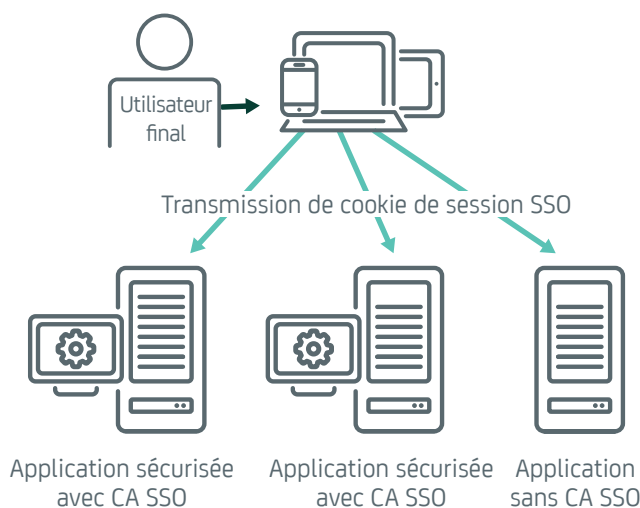 Utilisateur
final
Transmission de cookie de session SSO
Application sécurisée
avec CA SSO
Application sécurisée
avec CA SSO
Application
sans CA SSO